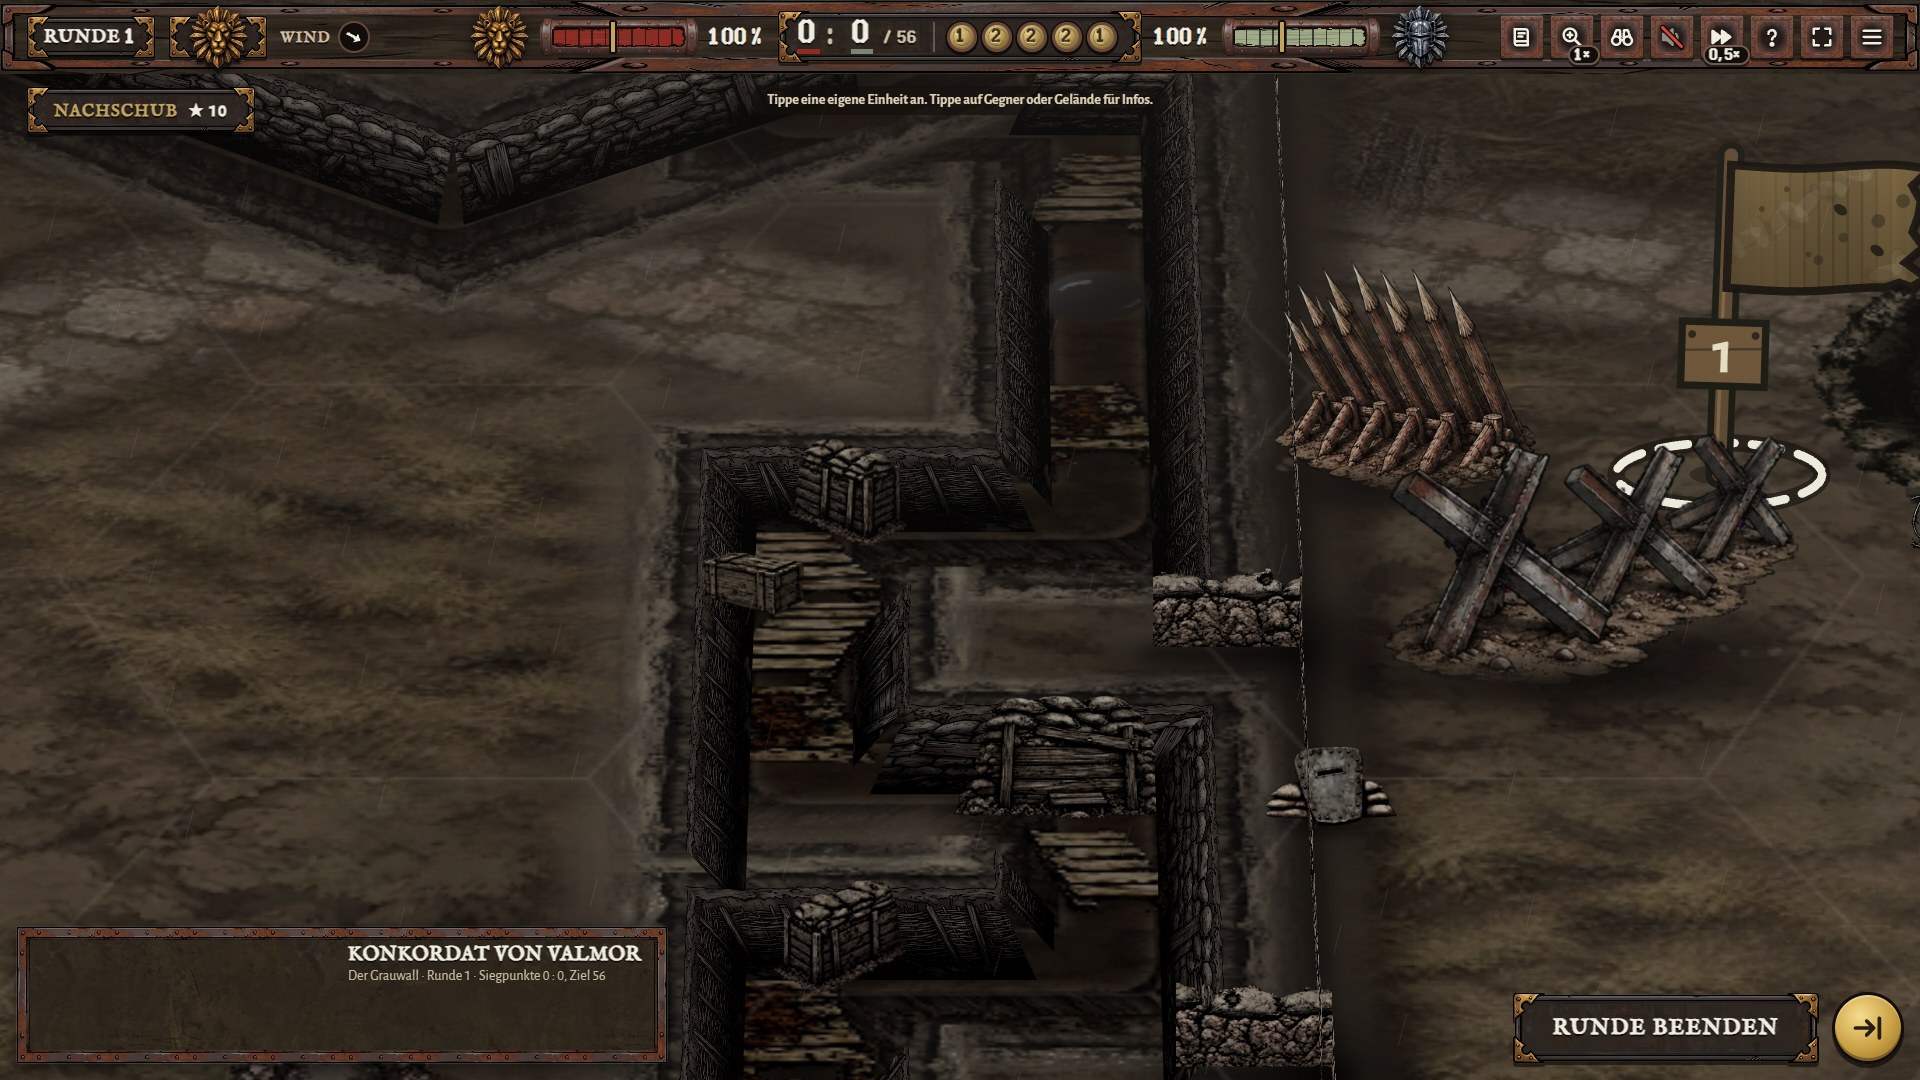 RUNDE 1
WIND
100 %
0 : 0 / 56
1 2 2 2 1
100 %
1×
0,5×
?
NACHSCHUB ★ 10
Tippe eine eigene Einheit an. Tippe auf Gegner oder Gelände für Infos.
1
KONKORDAT VON VALMOR
Der Grauwall · Runde 1 · Siegpunkte 0 : 0, Ziel 56
RUNDE BEENDEN